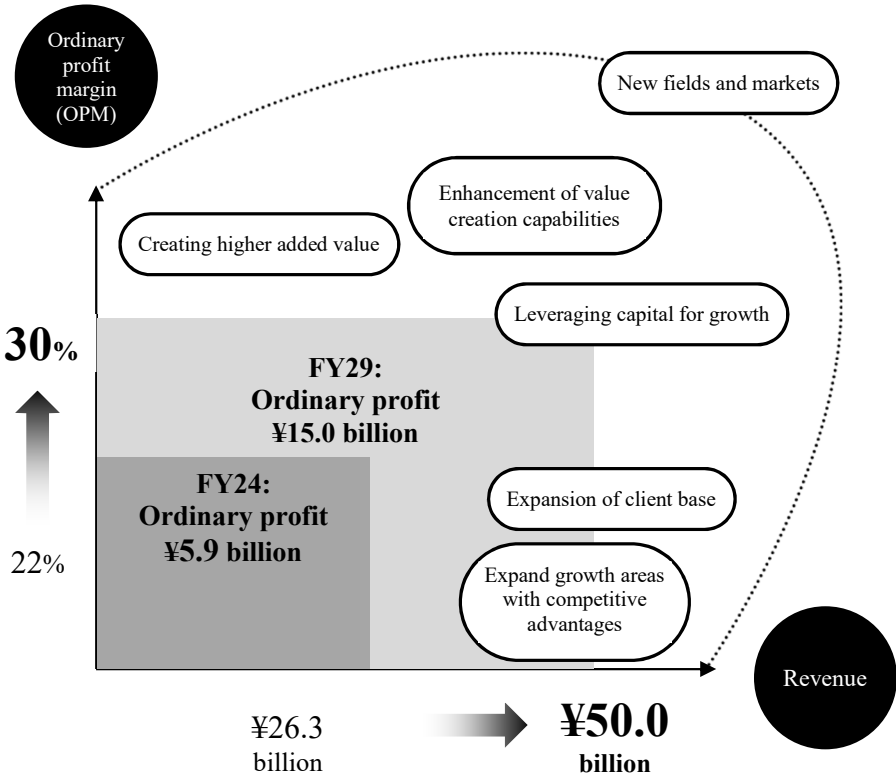 Ordinary
profit
margin
(OPM)
New fields and markets
Enhancement of value
creation capabilities
Creating higher added value
Leveraging capital for growth
30%
FY29:
Ordinary profit
¥15.0 billion
FY24:
Ordinary profit
¥5.9 billion
Expansion of client base
22%
Expand growth areas
with competitive
advantages
Revenue
¥26.3
billion
¥50.0
billion